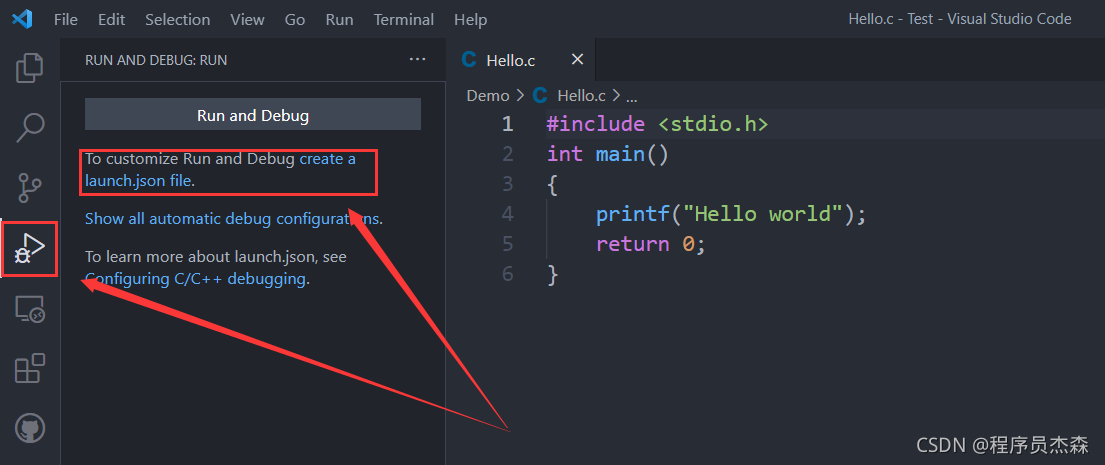 File Edit Selection View Go Run Terminal Help Hello.c - Test - Visual Studio Code
RUN AND DEBUG: RUN ···
Run and Debug
To customize Run and Debug create a
launch.json file.
Show all automatic debug configurations.
To learn more about launch.json, see
Configuring C/C++ debugging.
C Hello.c ×
Demo > C Hello.c > ...
1 #include <stdio.h>
2 int main()
3 {
4 printf("Hello world");
5 return 0;
6 }
CSDN @程序员杰森